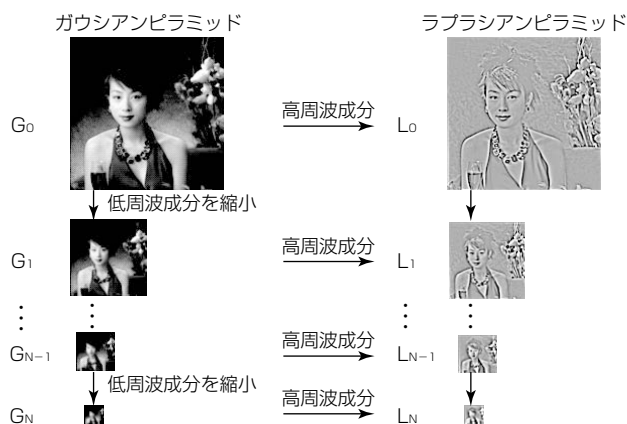 ガウシアンピラミッド ラプラシアンピラミッド
G0 高周波成分 L0
低周波成分を縮小
G1 高周波成分 L1
⋮ ⋮ ⋮ ⋮
GN−1 高周波成分 LN−1
低周波成分を縮小
GN 高周波成分 LN